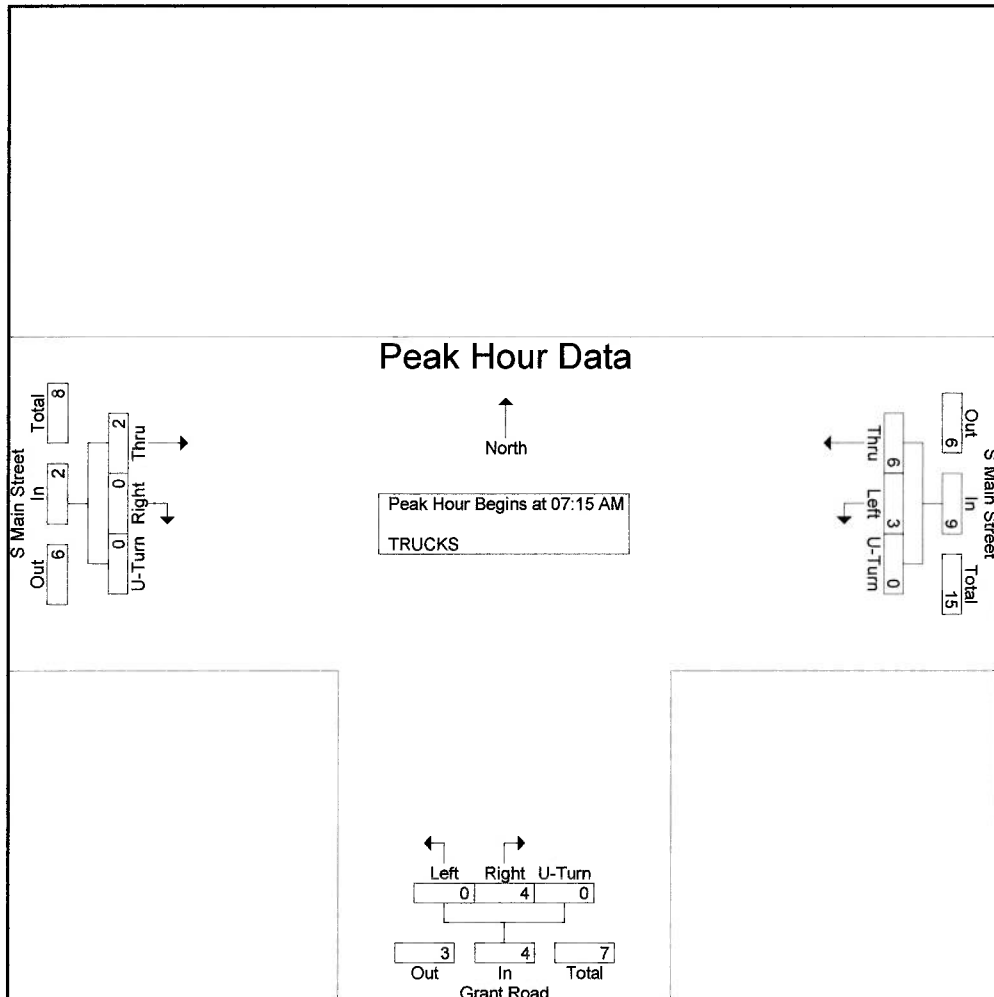 Peak Hour Data
North
Peak Hour Begins at 07:15 AM
TRUCKS
S Main Street
Out In Total
6 2 8
U-Turn Right Thru
0 0 2
S Main Street
Out In Total
6 9 15
Thru Left U-Turn
6 3 0
Left Right U-Turn
0 4 0
3 4 7
Out In Total
Grant Road